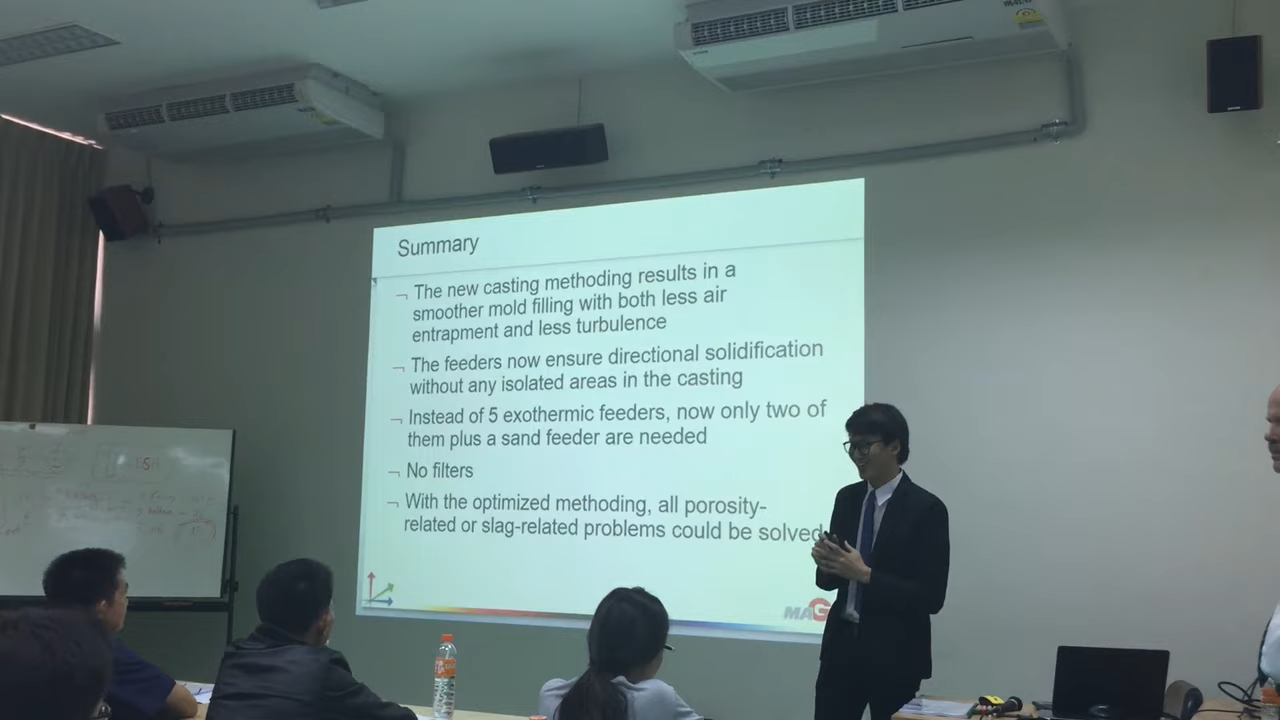 Summary
¬ The new casting methoding results in a
smoother mold filling with both less air
entrapment and less turbulence
¬ The feeders now ensure directional solidification
without any isolated areas in the casting
¬ Instead of 5 exothermic feeders, now only two of
them plus a sand feeder are needed
¬ No filters
¬ With the optimized methoding, all porosity-
related or slag-related problems could be solved
MAG